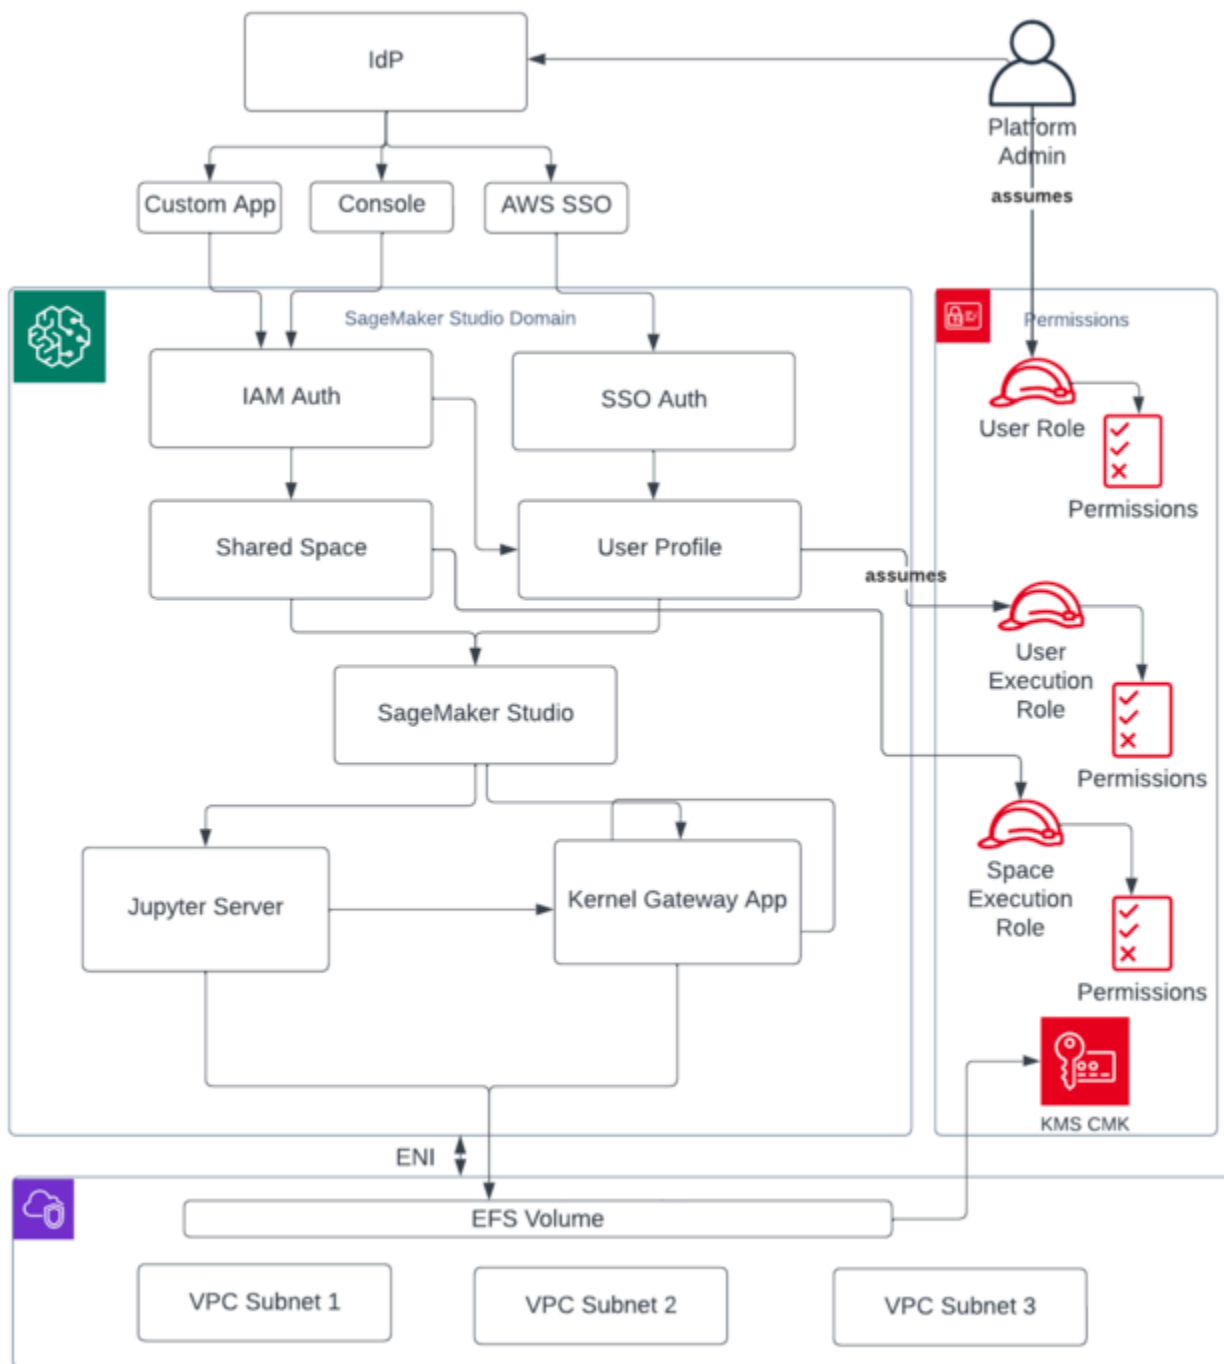 IdP
Platform
Admin
assumes
Custom App
Console
AWS SSO
SageMaker Studio Domain
Permissions
IAM Auth
SSO Auth
User Role
Permissions
Shared Space
User Profile
assumes
User
Execution
Role
SageMaker Studio
Permissions
Jupyter Server
Kernel Gateway App
Space
Execution
Role
Permissions
KMS CMK
ENI
EFS Volume
VPC Subnet 1
VPC Subnet 2
VPC Subnet 3